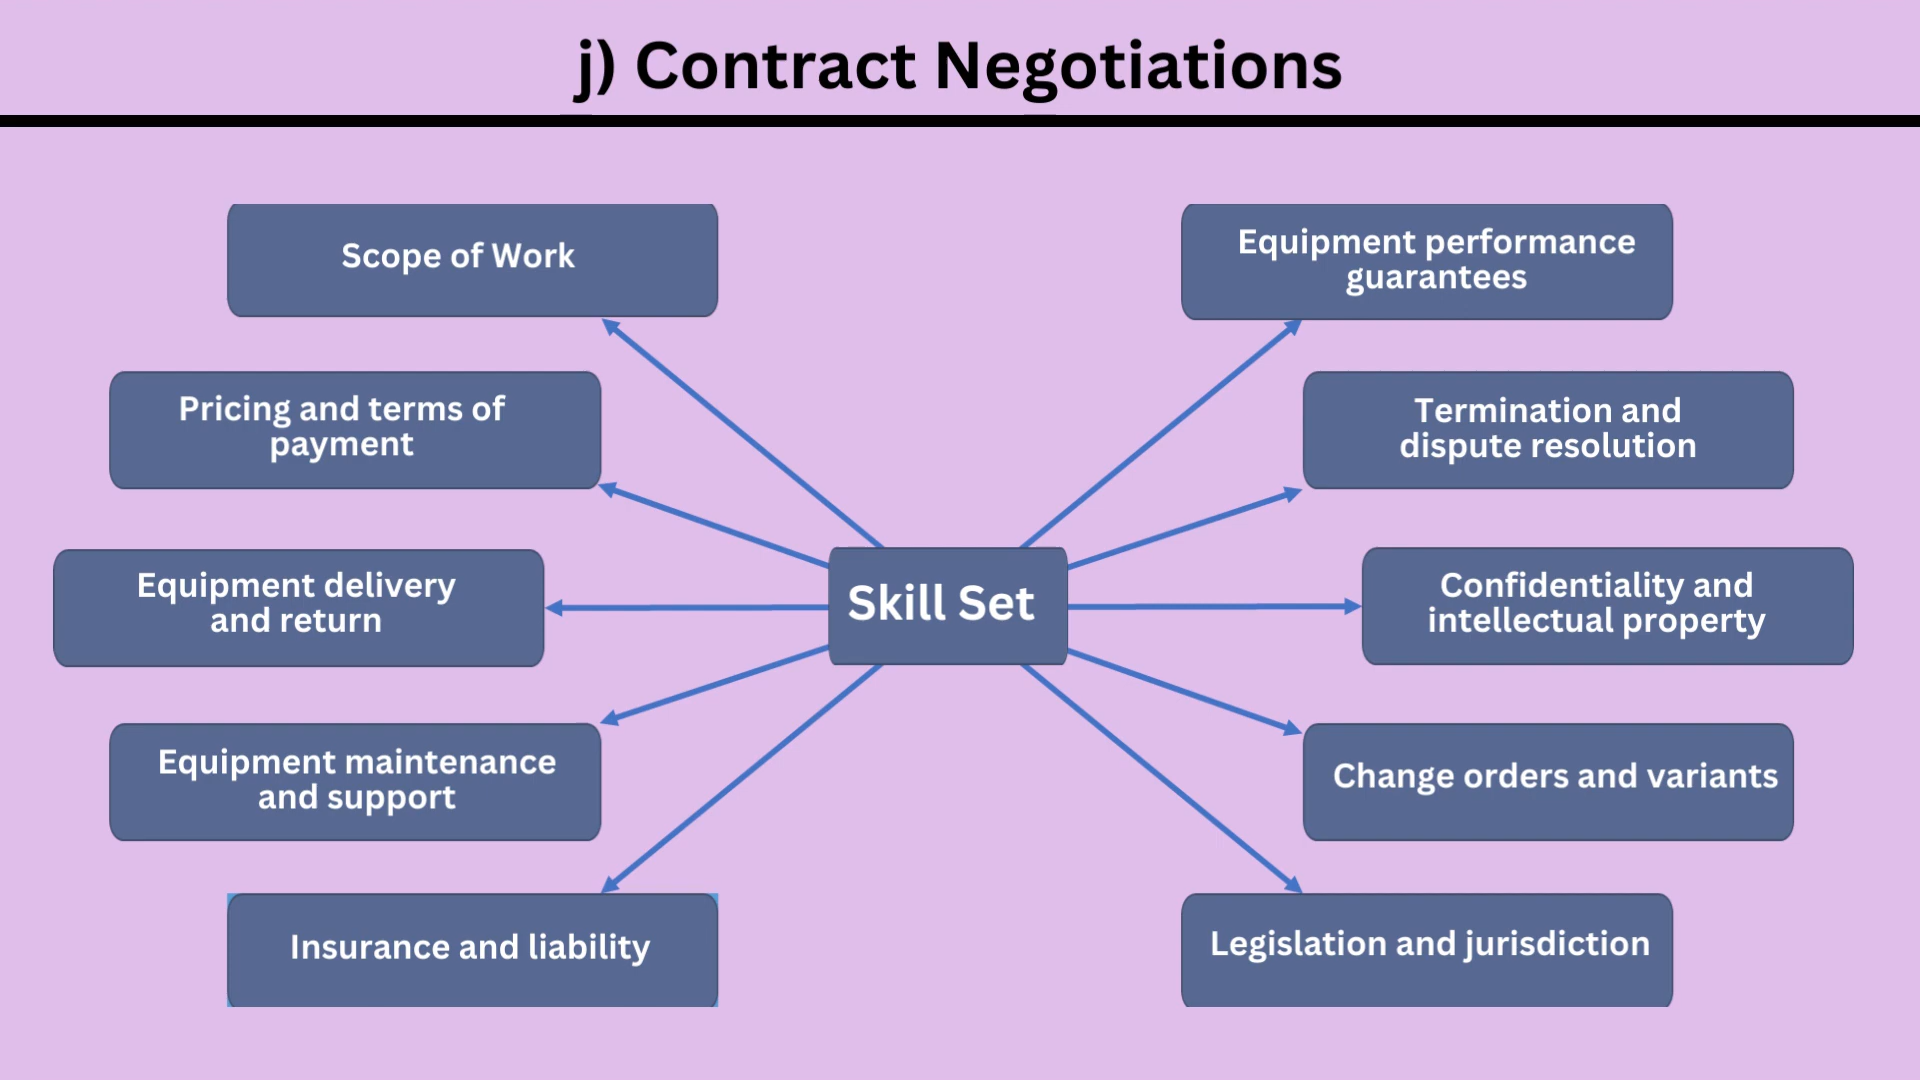 j) Contract Negotiations
Scope of Work
Equipment performance
guarantees
Pricing and terms of
payment
Termination and
dispute resolution
Equipment delivery
and return
Skill Set
Confidentiality and
intellectual property
Equipment maintenance
and support
Change orders and variants
Insurance and liability
Legislation and jurisdiction